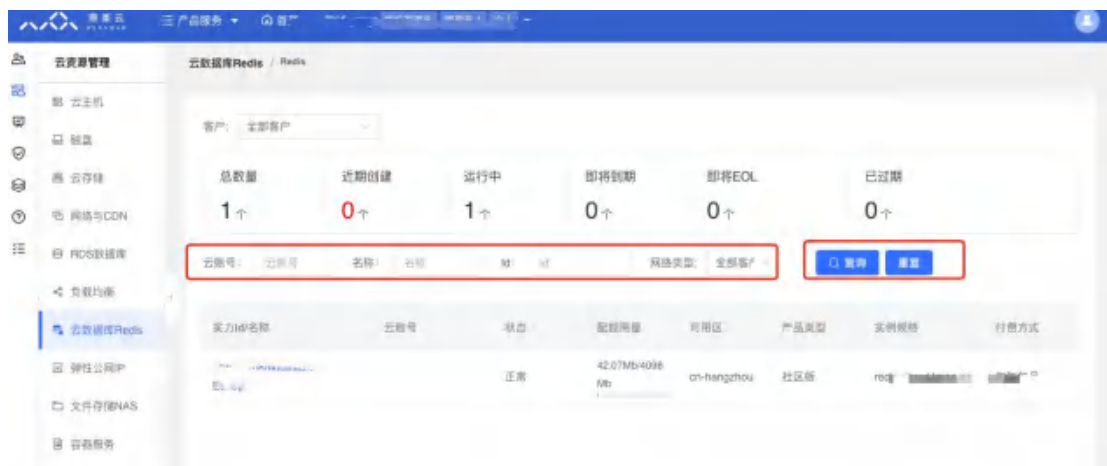 产品服务
云资源管理
云数据库Redis / Redis
云主机
磁盘
云存储
网络与CDN
RDS数据库
负载均衡
云数据库Redis
弹性公网IP
文件存储NAS
容器服务
客户: 全部客户
总数量 近期创建 运行中 即将到期 即将EOL 已过期
1个 0个 1个 0个 0个 0个
云账号: 云账号 名称: 名称 Id: id 网络类型: 全部客户 查询 重置
实力Id/名称 云账号 状态 配额用量 可用区 产品类型 实例规格 付费方式
正常 42.07Mb/4096 Mb cn-hangzhou 社区版